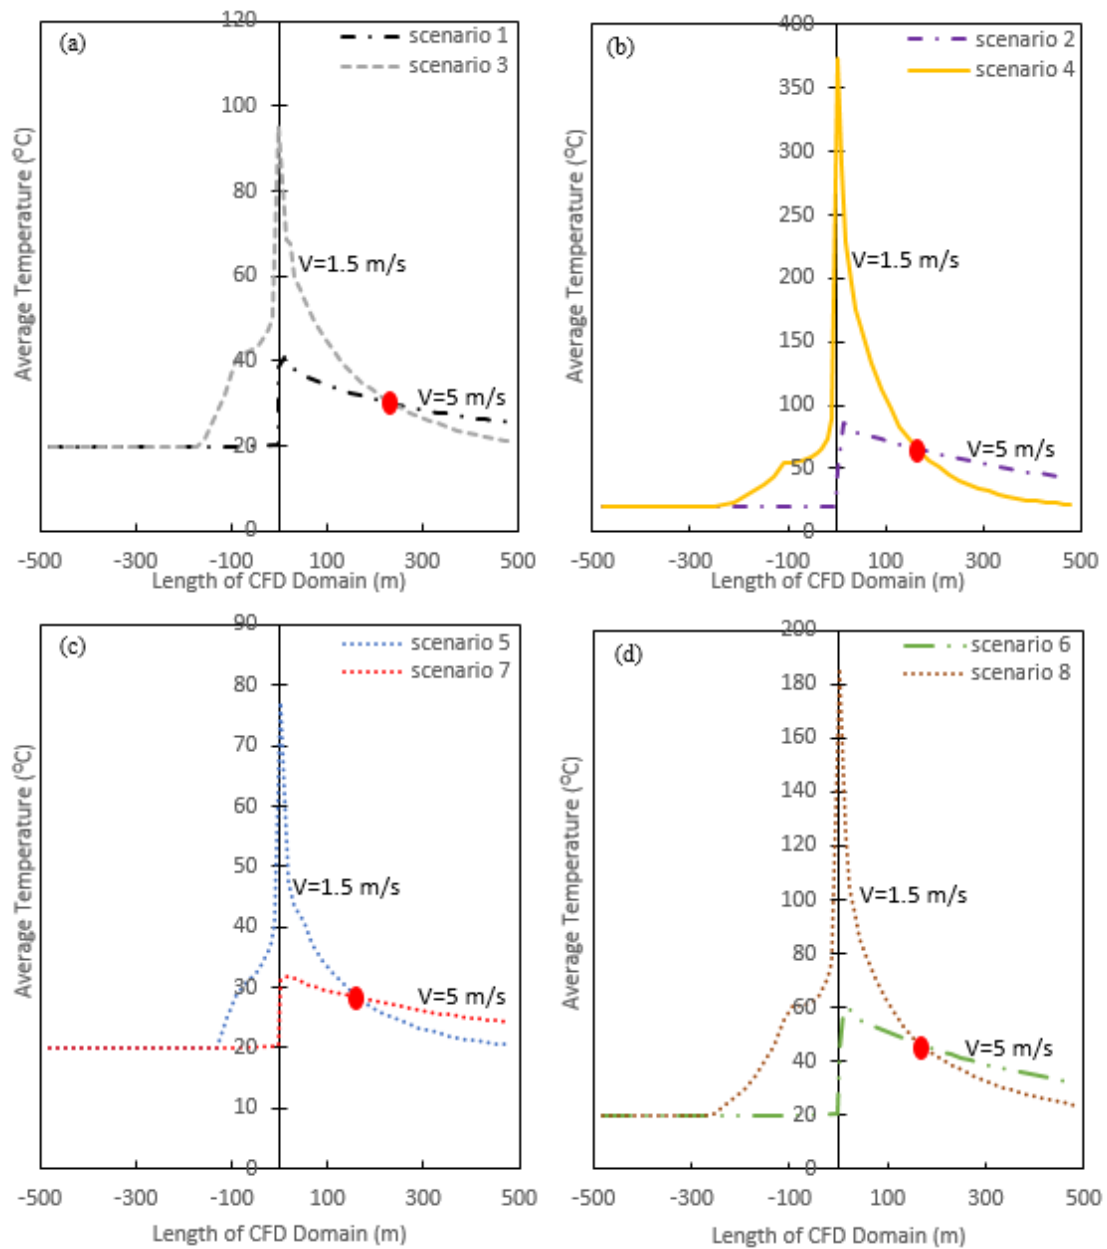 (a)
scenario 1
scenario 3
120
100
80
60
40
20
0
V=1.5 m/s
V=5 m/s
Average Temperature (°C)
-500 -300 -100 100 300 500
Length of CFD Domain (m)
(b)
scenario 2
scenario 4
400
350
300
250
200
150
100
50
0
V=1.5 m/s
V=5 m/s
Average Temperature (°C)
-500 -300 -100 100 300 500
Length of CFD Domain (m)
(c)
scenario 5
scenario 7
90
80
70
60
50
40
30
20
10
0
V=1.5 m/s
V=5 m/s
Average Temperature (°C)
-500 -300 -100 100 300 500
Length of CFD Domain (m)
(d)
scenario 6
scenario 8
200
180
160
140
120
100
80
60
40
20
0
V=1.5 m/s
V=5 m/s
Average Temperature (°C)
-500 -300 -100 100 300 500
Length of CFD Domain (m)